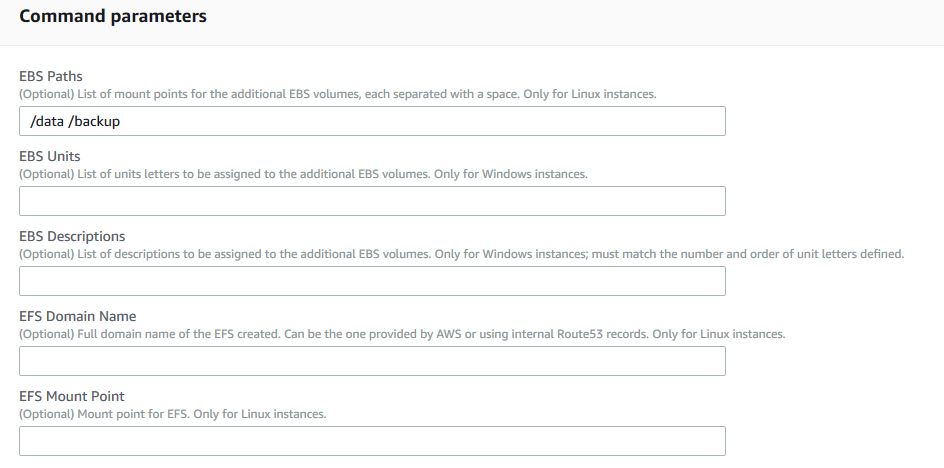 Command parameters
EBS Paths
(Optional) List of mount points for the additional EBS volumes, each separated with a space. Only for Linux instances.
/data /backup
EBS Units
(Optional) List of units letters to be assigned to the additional EBS volumes. Only for Windows instances.
EBS Descriptions
(Optional) List of descriptions to be assigned to the additional EBS volumes. Only for Windows instances; must match the number and order of unit letters defined.
EFS Domain Name
(Optional) Full domain name of the EFS created. Can be the one provided by AWS or using internal Route53 records. Only for Linux instances.
EFS Mount Point
(Optional) Mount point for EFS. Only for Linux instances.